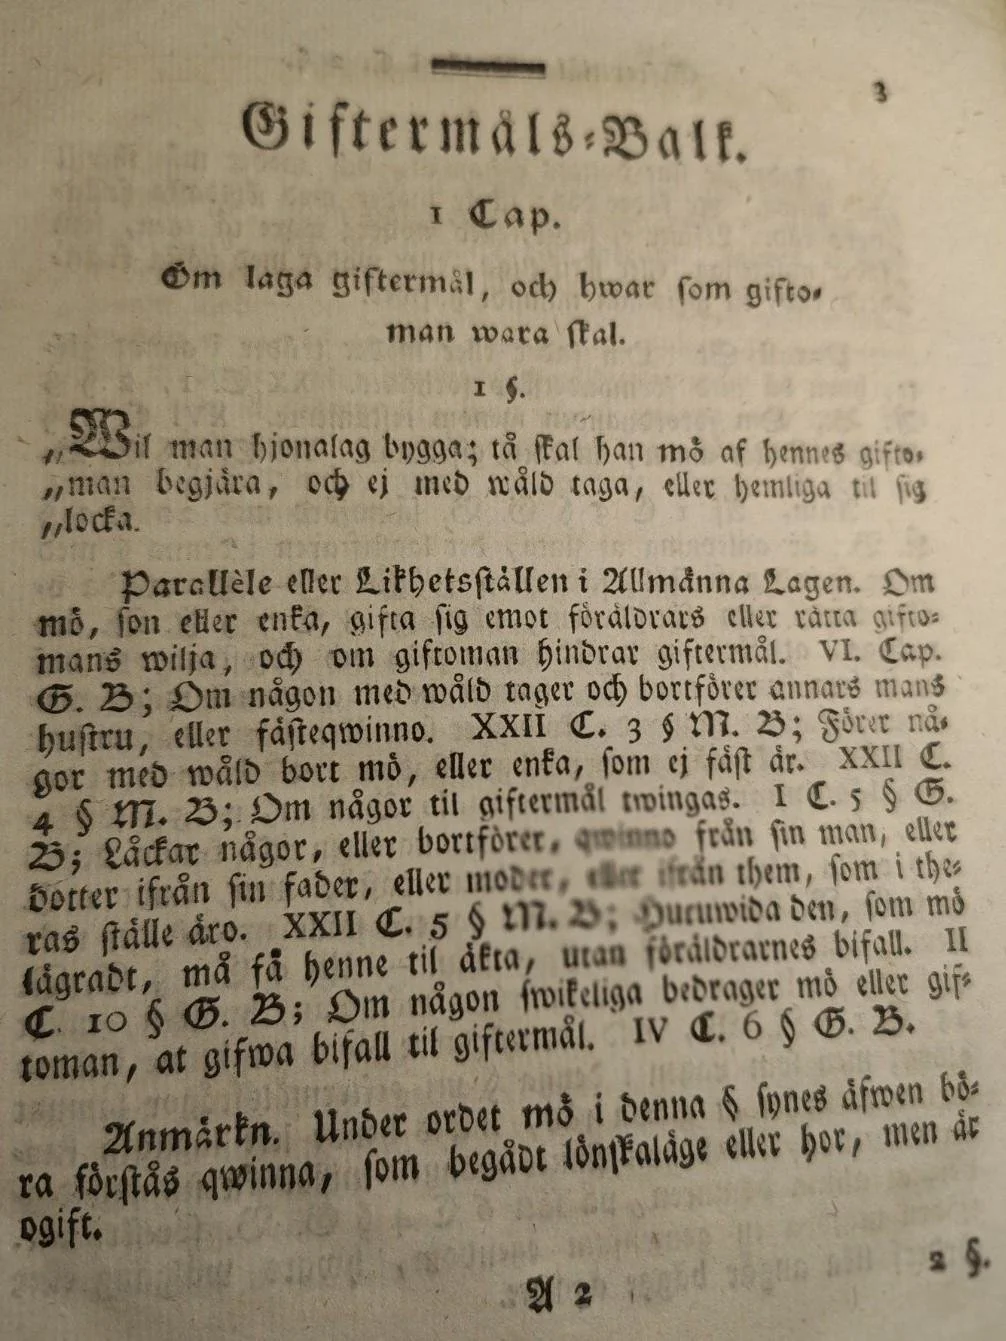 3
Giftermåls-Balk.
1 Cap.
Om laga giftermål, och hwar som gifto-
man wara skal.
1 §.
„Wil man hjonalag bygga; tå skal han mö af hennes gifto-
„man begjära, och ej med wåld taga, eller hemliga til sig
„locka.
Parallèle eller Likhetsställen i Allmänna Lagen. Om
mö, son eller enka, gifta sig emot föräldrars eller rätta gifto-
mans wilja, och om giftoman hindrar giftermål. VI. Cap.
G. B; Om någon med wåld tager och bortförer annars mans
hustru, eller fästeqwinno. XXII C. 3 § M. B; Förer nå-
gor med wåld bort mö, eller enka, som ej fäst är. XXII C.
4 § M. B; Om någor til giftermål twingas. I C. 5 § G.
B; Låckar någor, eller bortförer, qwinno från sin man, eller
dotter ifrån sin fader, eller moder, eller ifrån them, som i the-
ras ställe äro. XXII C. 5 § M. B; Huruwida den, som mö
lägradt, må få henne til äkta, utan föräldrarnes bifall. II
C. 10 § G. B; Om någon swikeliga bedrager mö eller gif-
toman, at gifwa bifall til giftermål. IV C. 6 § G. B.
Anmärkn. Under ordet mö i denna § synes äfwen bö-
ra förstås qwinna, som begådt lönskaläge eller hor, men är
ogift.
A 2
2 §.